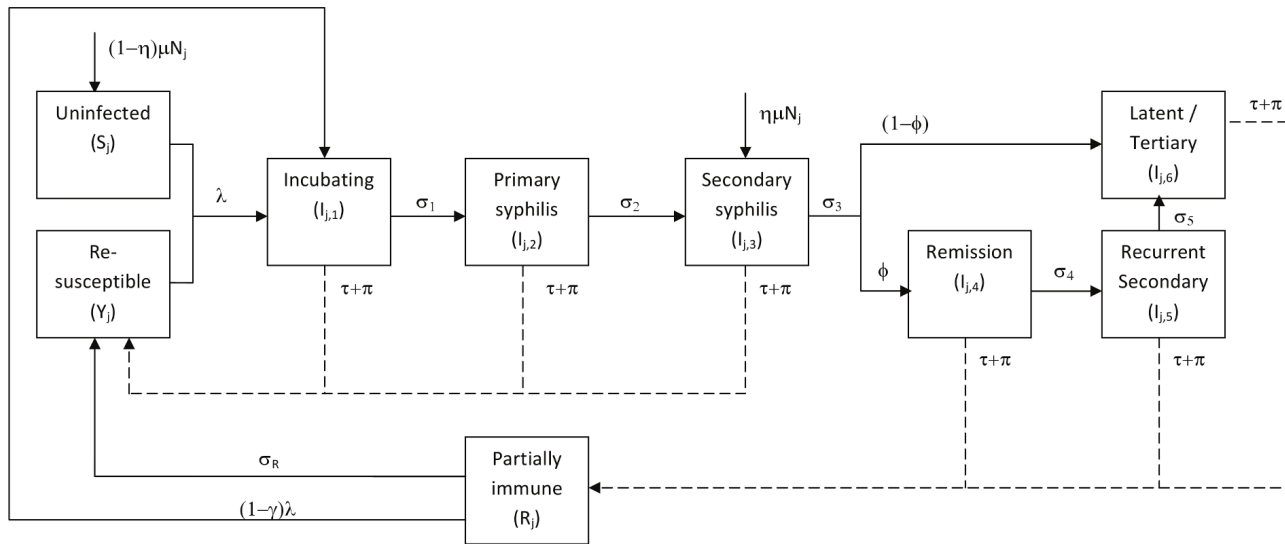 (1−η)μNⱼ
Uninfected
(Sⱼ)
Re-
susceptible
(Yⱼ)
λ
Incubating
(Iⱼ,₁)
τ+π
σ₁
Primary
syphilis
(Iⱼ,₂)
τ+π
σ₂
ημNⱼ
Secondary
syphilis
(Iⱼ,₃)
τ+π
σ₃
(1−ϕ)
ϕ
Remission
(Iⱼ,₄)
τ+π
σ₄
Latent /
Tertiary
(Iⱼ,₆)
τ+π
σ₅
Recurrent
Secondary
(Iⱼ,₅)
τ+π
Partially
immune
(Rⱼ)
σR
(1−γ)λ